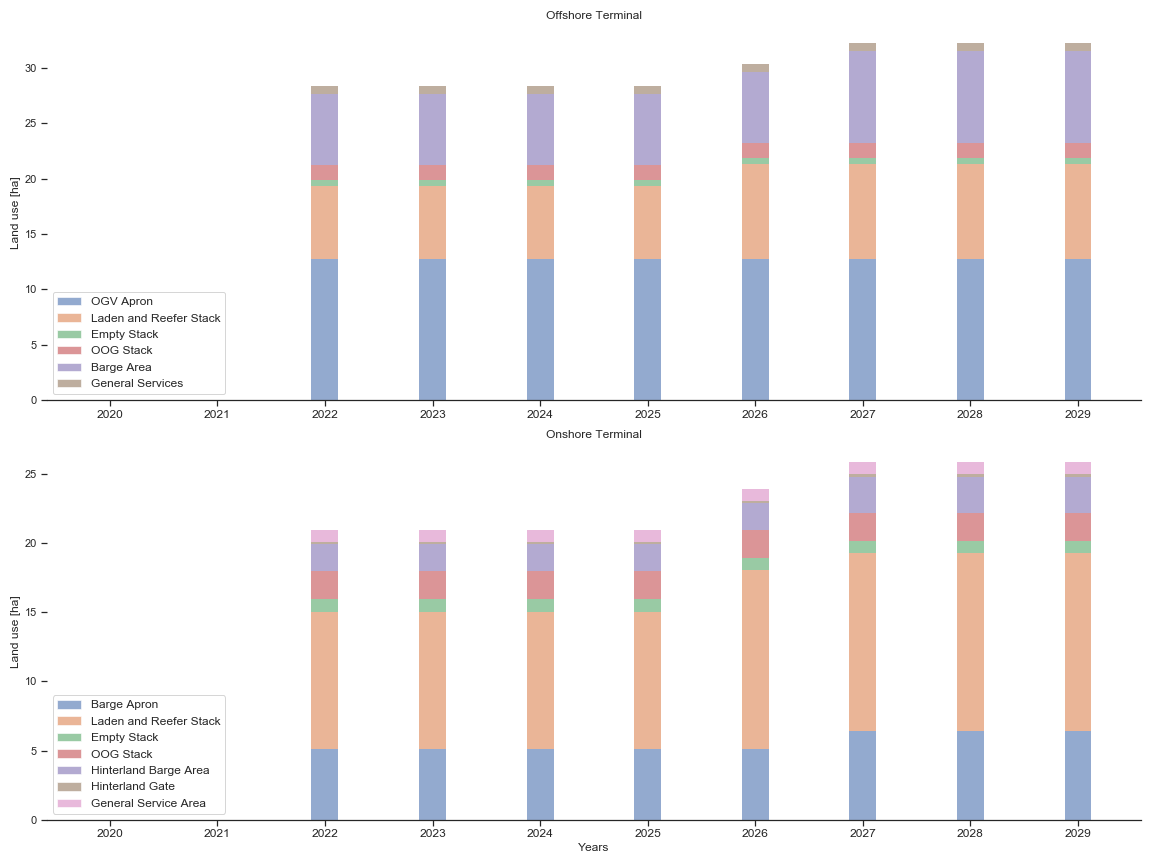 Offshore Terminal
Land use [ha]
30
25
20
15
10
5
0
OGV Apron
Laden and Reefer Stack
Empty Stack
OOG Stack
Barge Area
General Services
2020 2021 2022 2023 2024 2025 2026 2027 2028 2029
Onshore Terminal
Land use [ha]
25
20
15
10
5
0
Barge Apron
Laden and Reefer Stack
Empty Stack
OOG Stack
Hinterland Barge Area
Hinterland Gate
General Service Area
2020 2021 2022 2023 2024 2025 2026 2027 2028 2029
Years